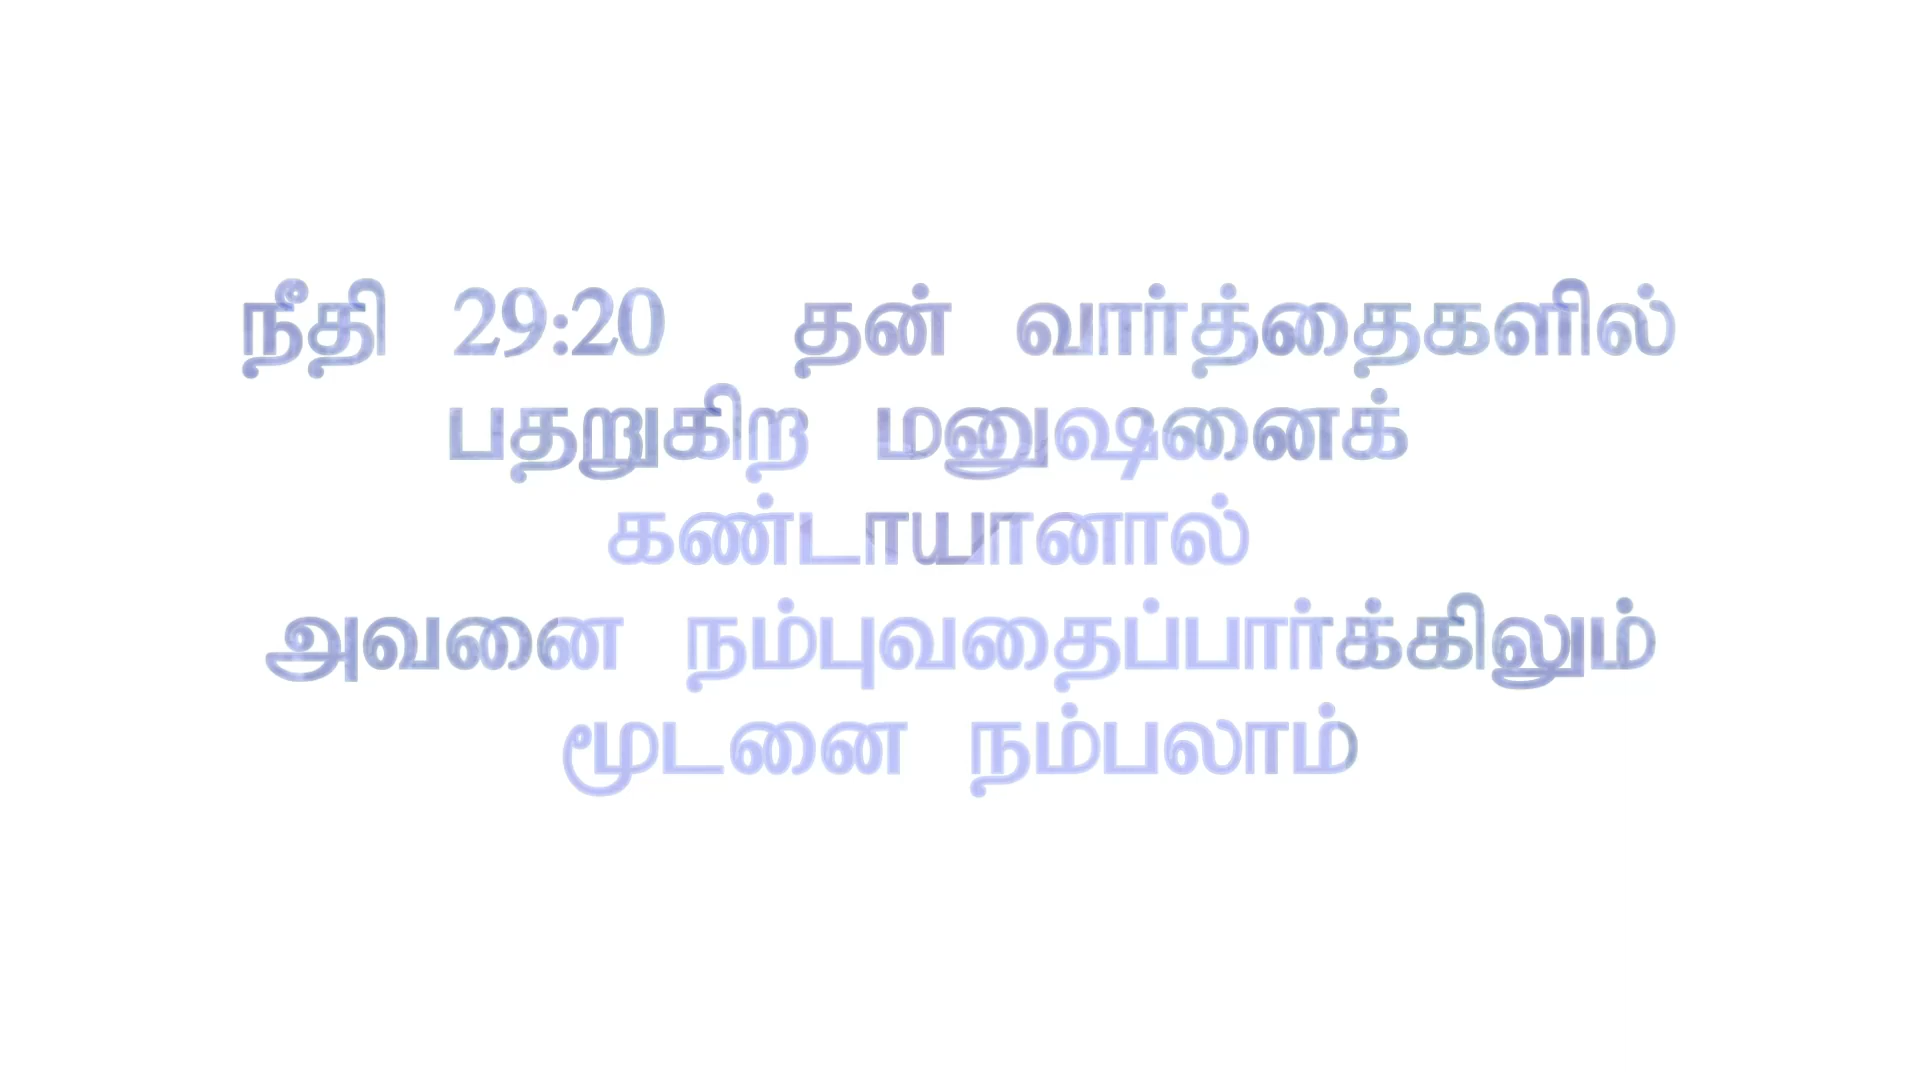 நீதி 29:20 தன் வார்த்தைகளில்
பதறுகிற மனுஷனைக்
கண்டாயானால்
அவனை நம்புவதைப்பார்க்கிலும்
மூடனை நம்பலாம்